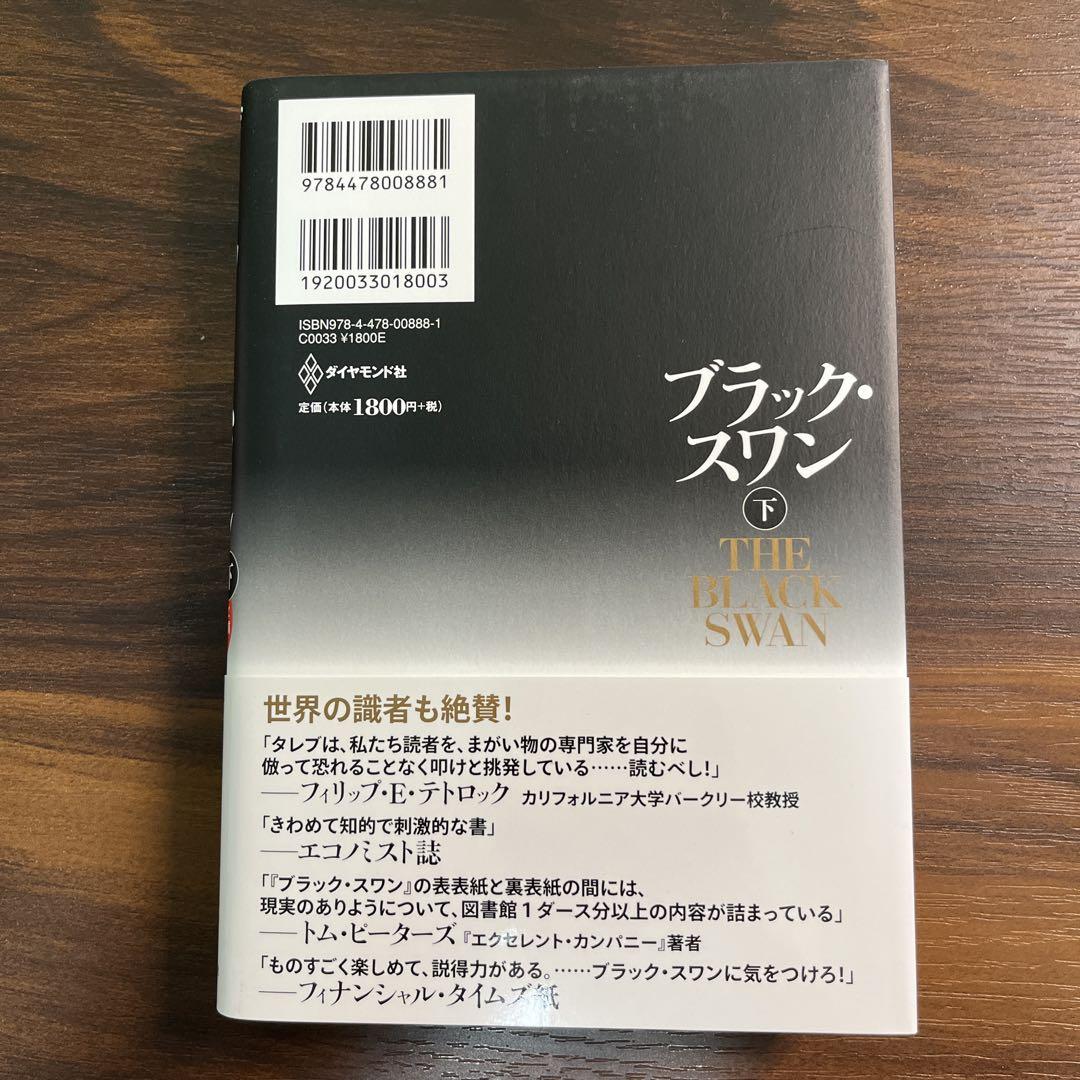 9784478008881
1920033018003
ISBN978-4-478-00888-1
C0033 ¥1800E
ダイヤモンド社
定価(本体1800円+税)
ブラック・
スワン
下
THE
BLACK
SWAN
世界の識者も絶賛!
「タレブは、私たち読者を、まがい物の専門家を自分に
倣って恐れることなく叩けと挑発している……読むべし!」
──フィリップ・E・テトロック カリフォルニア大学バークリー校教授
「きわめて知的で刺激的な書」
──エコノミスト誌
「『ブラック・スワン』の表表紙と裏表紙の間には、
現実のありようについて、図書館1ダース分以上の内容が詰まっている」
──トム・ピーターズ 『エクセレント・カンパニー』著者
「ものすごく楽しめて、説得力がある。……ブラック・スワンに気をつけろ!」
──フィナンシャル・タイムズ紙